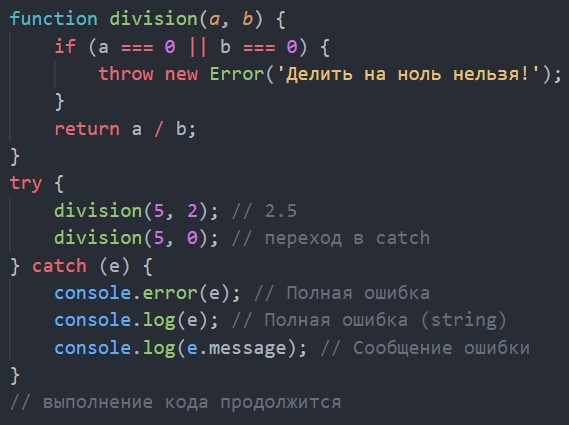 function division(a, b) {
    if (a === 0 || b === 0) {
        throw new Error('Делить на ноль нельзя!');
    }
    return a / b;
}
try {
    division(5, 2); // 2.5
    division(5, 0); // переход в catch
} catch (e) {
    console.error(e); // Полная ошибка
    console.log(e); // Полная ошибка (string)
    console.log(e.message); // Сообщение ошибки
}
// выполнение кода продолжится